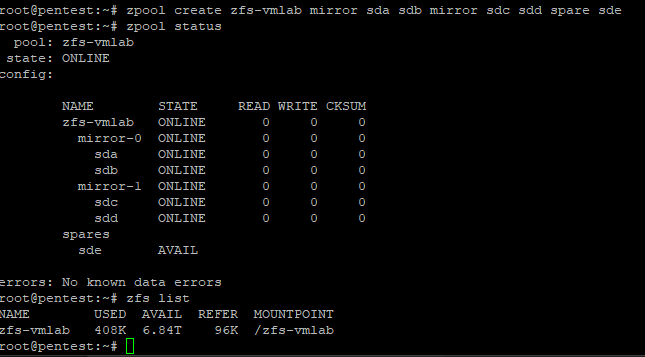 root@pentest:~# zpool create zfs-vmlab mirror sda sdb mirror sdc sdd spare sde
root@pentest:~# zpool status
  pool: zfs-vmlab
 state: ONLINE
config:

        NAME        STATE     READ WRITE CKSUM
        zfs-vmlab   ONLINE       0     0     0
          mirror-0  ONLINE       0     0     0
            sda     ONLINE       0     0     0
            sdb     ONLINE       0     0     0
          mirror-1  ONLINE       0     0     0
            sdc     ONLINE       0     0     0
            sdd     ONLINE       0     0     0
        spares
          sde       AVAIL

errors: No known data errors
root@pentest:~# zfs list
NAME        USED  AVAIL  REFER  MOUNTPOINT
zfs-vmlab   408K  6.84T    96K  /zfs-vmlab
root@pentest:~#